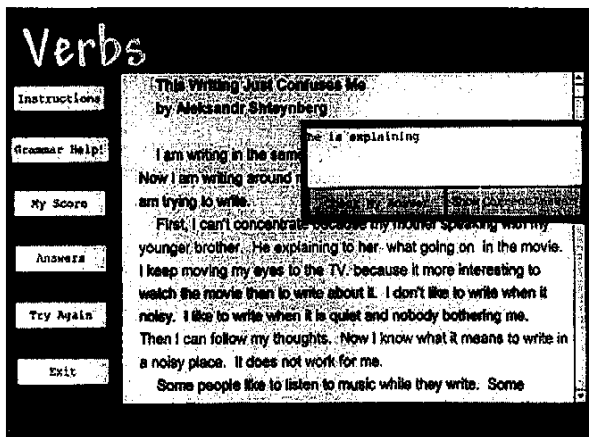 Verbs
Instructions
Grammar Help!
My Score
Answers
Try Again
Exit
This Writing Just Confuses Me
by Aleksandr Shteynberg
he is explaining
Check My Answer
Show Correct Answer
I am writing in the same
Now I am writing around
am trying to write.
First, I can't concentrate because my mother speaking with my
younger brother. He explaining to her what going on in the movie.
I keep moving my eyes to the TV. because it more interesting to
watch the movie than to write about it. I don't like to write when it
noisy. I like to write when it is quiet and nobody bothering me.
Then I can follow my thoughts. Now I know what it means to write in
a noisy place. It does not work for me.
Some people like to listen to music while they write. Some